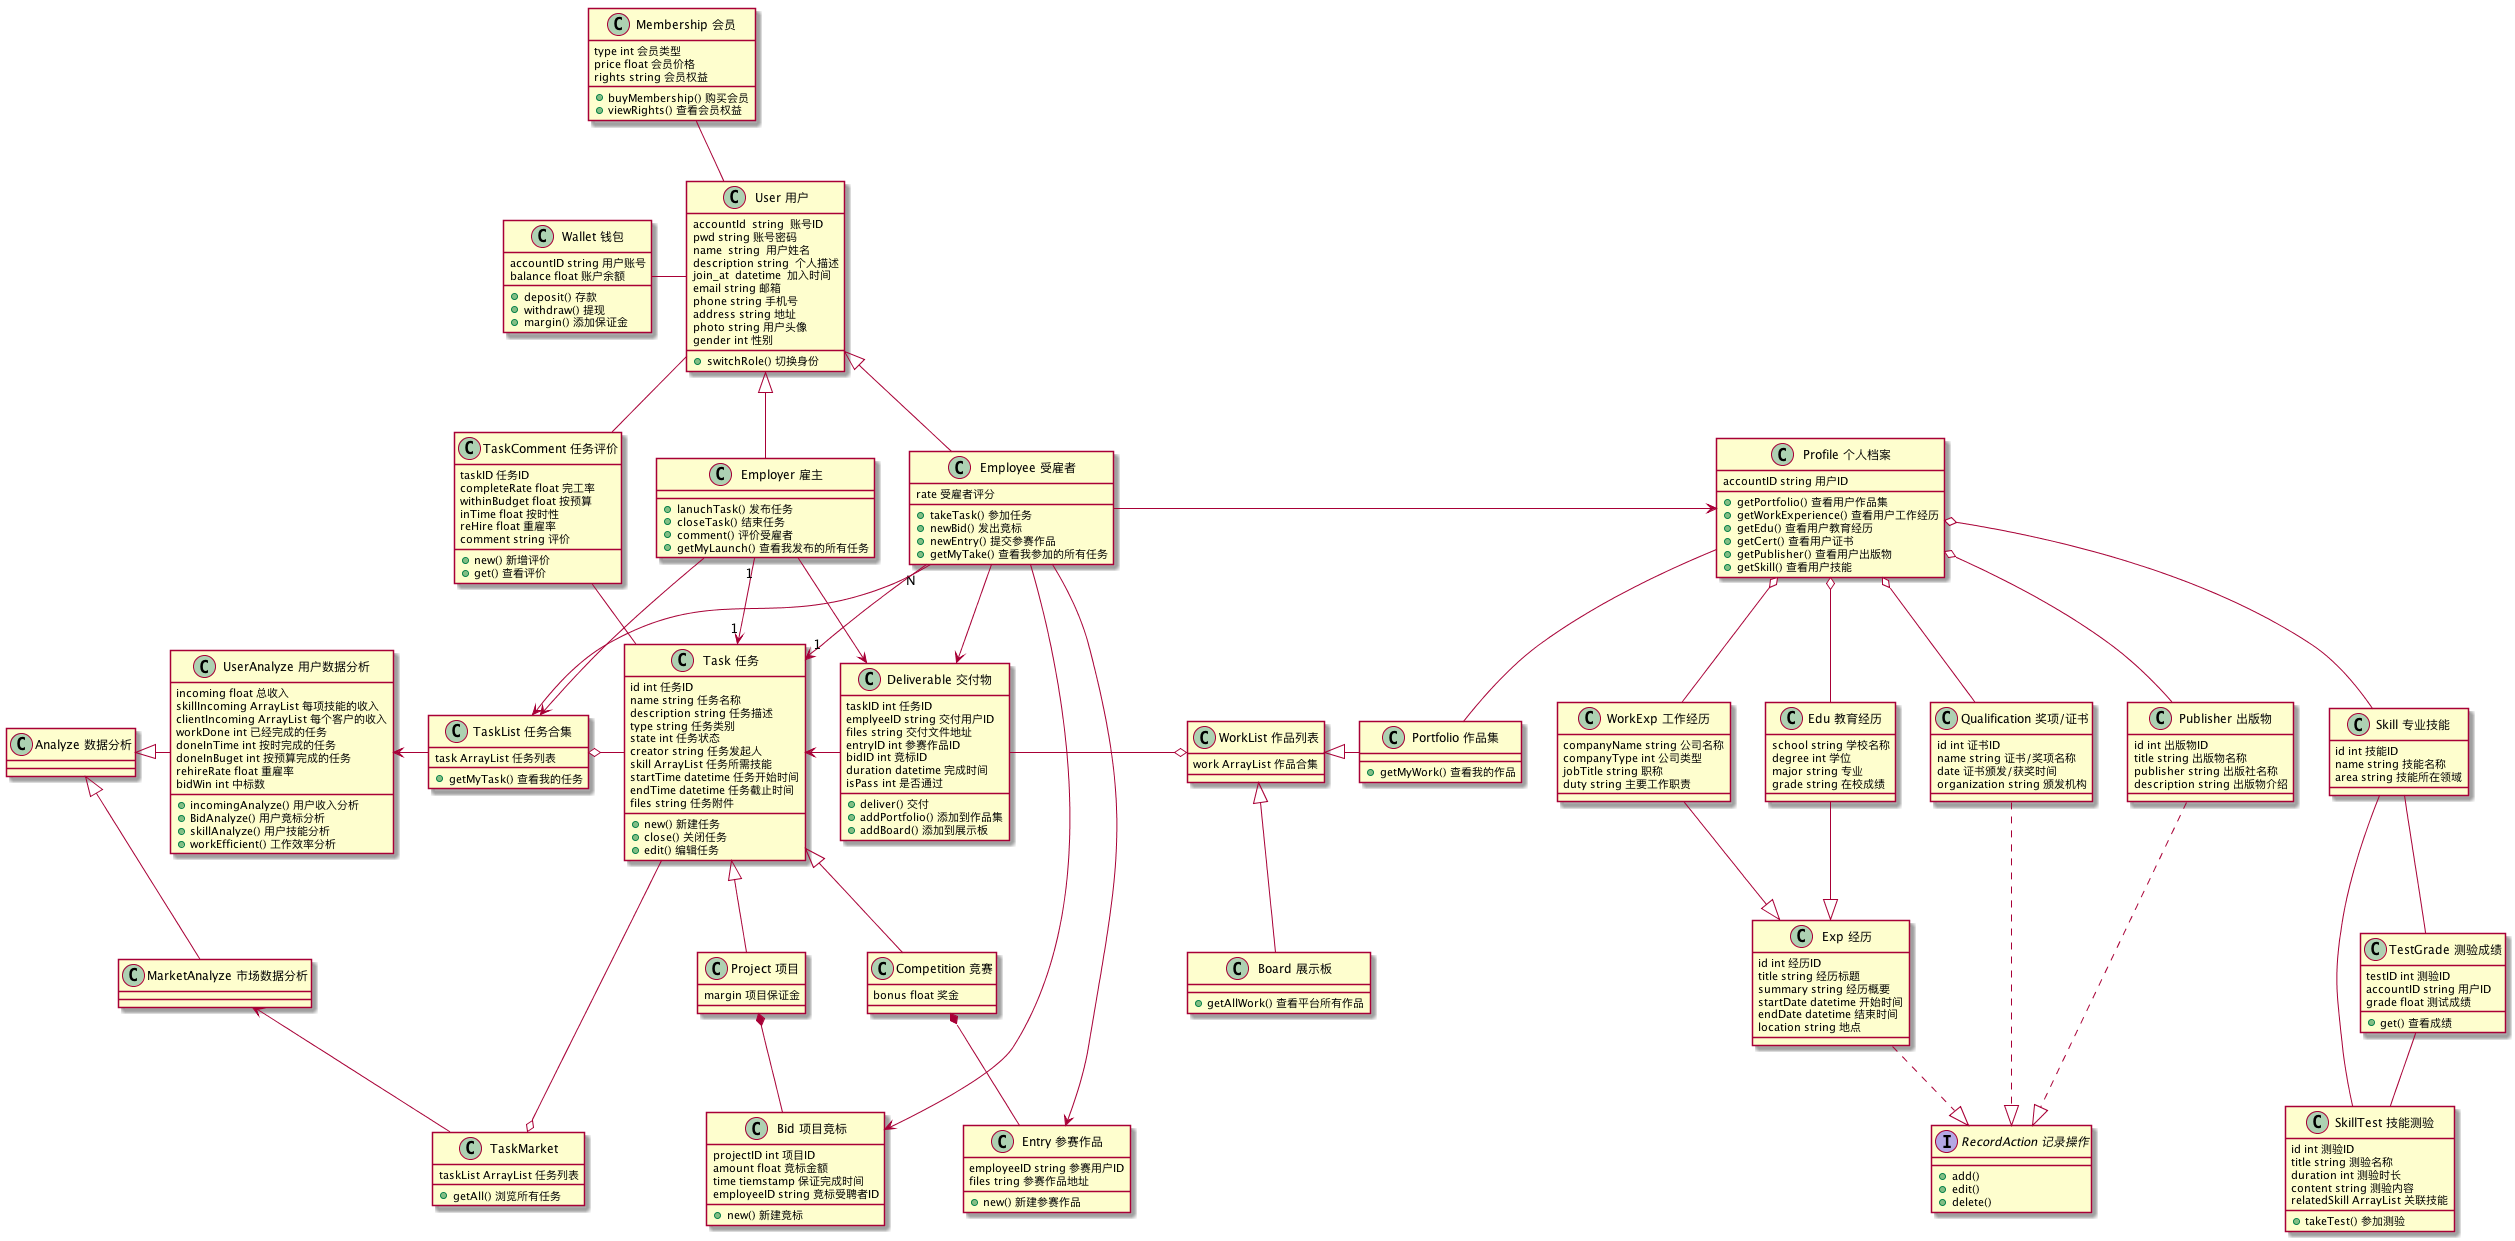 Membership 会员
type int 会员类型
price float 会员价格
rights string 会员权益
buyMembership() 购买会员
viewRights() 查看会员权益
User 用户
accountId  string  账号ID
pwd string 账号密码
name  string  用户姓名
description string  个人描述
join_at  datetime  加入时间
email string 邮箱
phone string 手机号
address string 地址
photo string 用户头像
gender int 性别
switchRole() 切换身份
Wallet 钱包
accountID string 用户账号
balance float 账户余额
deposit() 存款
withdraw() 提现
margin() 添加保证金
TaskComment 任务评价
taskID 任务ID
completeRate float 完工率
withinBudget float 按预算
inTime float 按时性
reHire float 重雇率
comment string 评价
new() 新增评价
get() 查看评价
Employer 雇主
lanuchTask() 发布任务
closeTask() 结束任务
comment() 评价受雇者
getMyLaunch() 查看我发布的所有任务
Employee 受雇者
rate 受雇者评分
takeTask() 参加任务
newBid() 发出竞标
newEntry() 提交参赛作品
getMyTake() 查看我参加的所有任务
Profile 个人档案
accountID string 用户ID
getPortfolio() 查看用户作品集
getWorkExperience() 查看用户工作经历
getEdu() 查看用户教育经历
getCert() 查看用户证书
getPublisher() 查看用户出版物
getSkill() 查看用户技能
1
N
1
1
Analyze 数据分析
UserAnalyze 用户数据分析
incoming float 总收入
skillIncoming ArrayList 每项技能的收入
clientIncoming ArrayList 每个客户的收入
workDone int 已经完成的任务
doneInTime int 按时完成的任务
doneInBuget int 按预算完成的任务
rehireRate float 重雇率
bidWin int 中标数
incomingAnalyze() 用户收入分析
BidAnalyze() 用户竞标分析
skillAnalyze() 用户技能分析
workEfficient() 工作效率分析
TaskList 任务合集
task ArrayList 任务列表
getMyTask() 查看我的任务
Task 任务
id int 任务ID
name string 任务名称
description string 任务描述
type string 任务类别
state int 任务状态
creator string 任务发起人
skill ArrayList 任务所需技能
startTime datetime 任务开始时间
endTime datetime 任务截止时间
files string 任务附件
new() 新建任务
close() 关闭任务
edit() 编辑任务
Deliverable 交付物
taskID int 任务ID
emplyeeID string 交付用户ID
files string 交付文件地址
entryID int 参赛作品ID
bidID int 竞标ID
duration datetime 完成时间
isPass int 是否通过
deliver() 交付
addPortfolio() 添加到作品集
addBoard() 添加到展示板
WorkList 作品列表
work ArrayList 作品合集
Portfolio 作品集
getMyWork() 查看我的作品
WorkExp 工作经历
companyName string 公司名称
companyType int 公司类型
jobTitle string 职称
duty string 主要工作职责
Edu 教育经历
school string 学校名称
degree int 学位
major string 专业
grade string 在校成绩
Qualification 奖项/证书
id int 证书ID
name string 证书/奖项名称
date 证书颁发/获奖时间
organization string 颁发机构
Publisher 出版物
id int 出版物ID
title string 出版物名称
publisher string 出版社名称
description string 出版物介绍
Skill 专业技能
id int 技能ID
name string 技能名称
area string 技能所在领域
MarketAnalyze 市场数据分析
Project 项目
margin 项目保证金
Competition 竞赛
bonus float 奖金
Board 展示板
getAllWork() 查看平台所有作品
Exp 经历
id int 经历ID
title string 经历标题
summary string 经历概要
startDate datetime 开始时间
endDate datetime 结束时间
location string 地点
TestGrade 测验成绩
testID int 测验ID
accountID string 用户ID
grade float 测试成绩
get() 查看成绩
TaskMarket
taskList ArrayList 任务列表
getAll() 浏览所有任务
Bid 项目竞标
projectID int 项目ID
amount float 竞标金额
time tiemstamp 保证完成时间
employeeID string 竞标受聘者ID
new() 新建竞标
Entry 参赛作品
employeeID string 参赛用户ID
files tring 参赛作品地址
new() 新建参赛作品
RecordAction 记录操作
add()
edit()
delete()
SkillTest 技能测验
id int 测验ID
title string 测验名称
duration int 测验时长
content string 测验内容
relatedSkill ArrayList 关联技能
takeTest() 参加测验